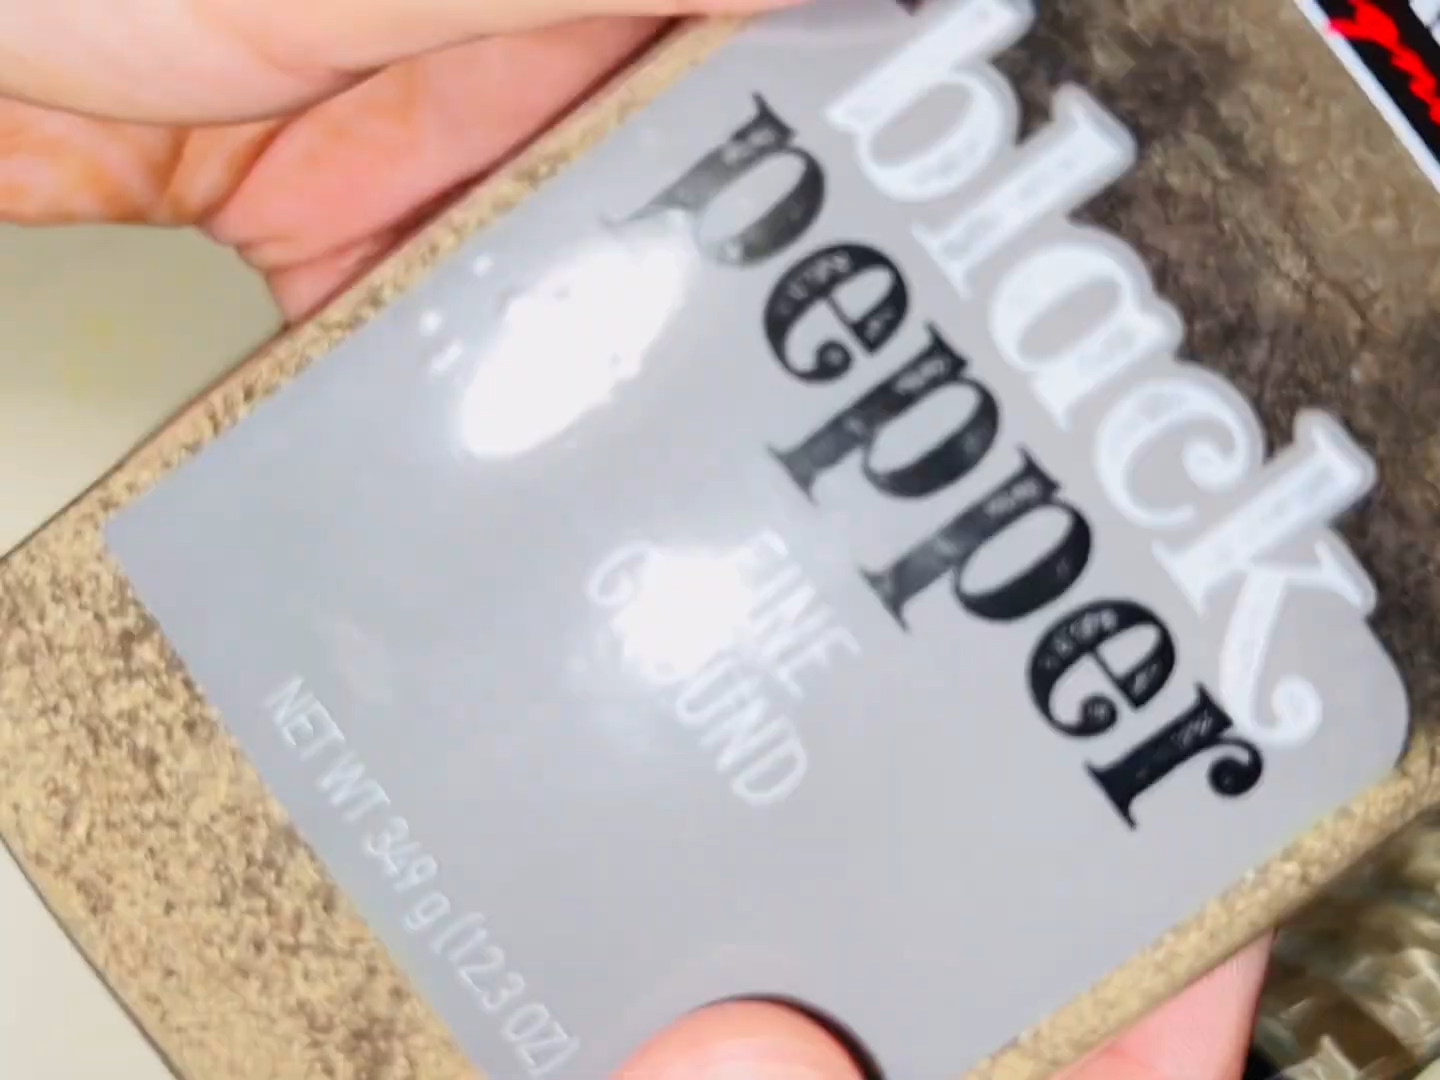 black
pepper
FINE
GROUND
NET WT 349 g (12.3 OZ)